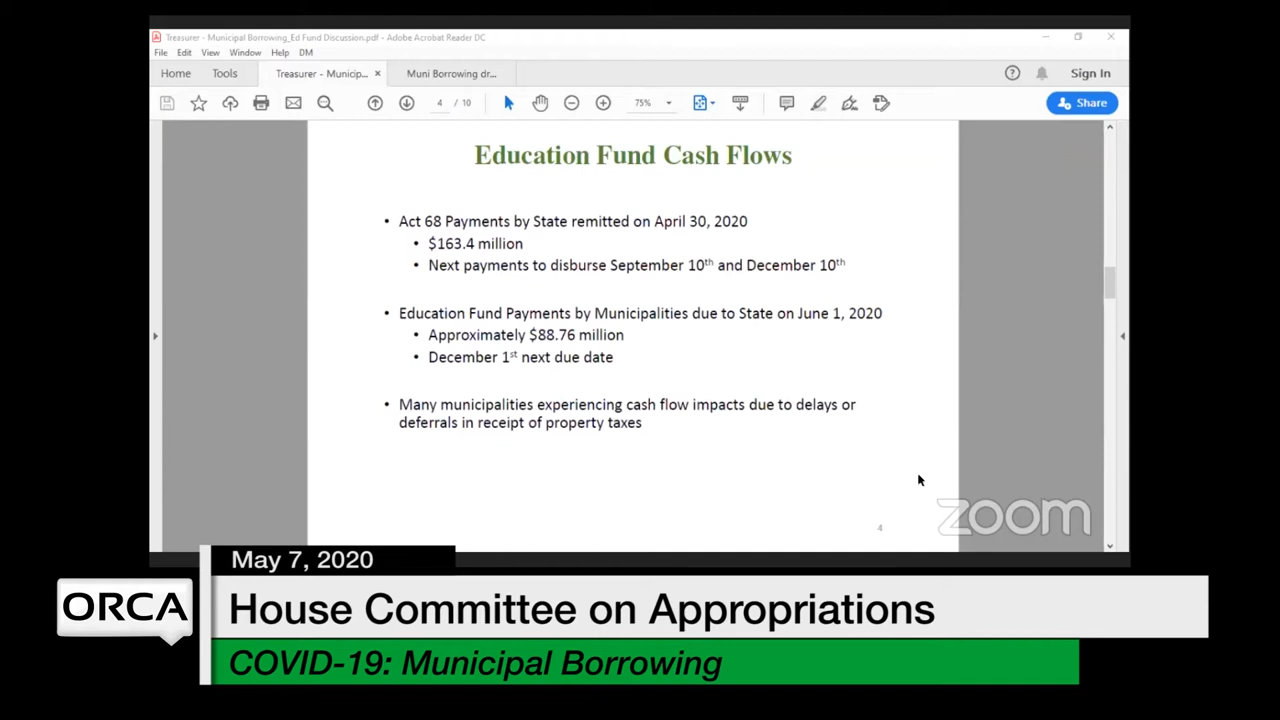 Treasurer - Municipal Borrowing_Ed Fund Discussion.pdf - Adobe Acrobat Reader DC
File Edit View Window Help DM
Home Tools Treasurer - Municip... × Muni Borrowing dr... Sign In
4 / 10 75% Share
Education Fund Cash Flows
• Act 68 Payments by State remitted on April 30, 2020
• $163.4 million
• Next payments to disburse September 10th and December 10th
• Education Fund Payments by Municipalities due to State on June 1, 2020
• Approximately $88.76 million
• December 1st next due date
• Many municipalities experiencing cash flow impacts due to delays or
deferrals in receipt of property taxes
4
zoom
May 7, 2020
ORCA
House Committee on Appropriations
COVID-19: Municipal Borrowing